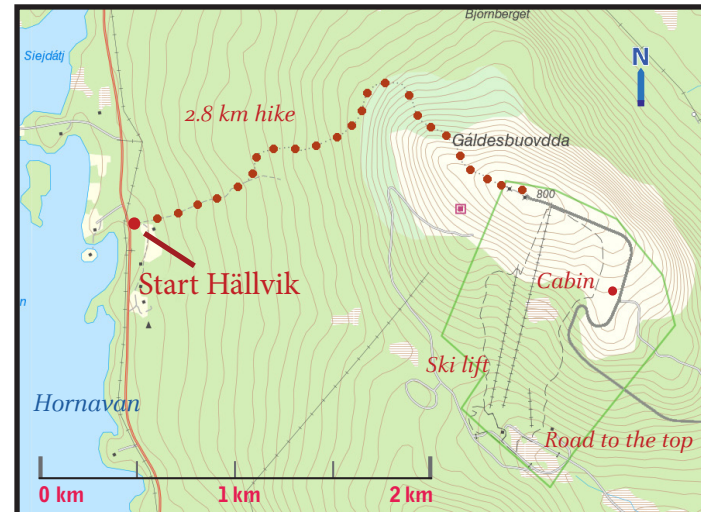 Björnberget
Siejdátj
N
2.8 km hike
Gáldesbuovdda
800
Start Hällvik
Cabin
n
Ski lift
Hornavan
Road to the top
0 km
1 km
2 km